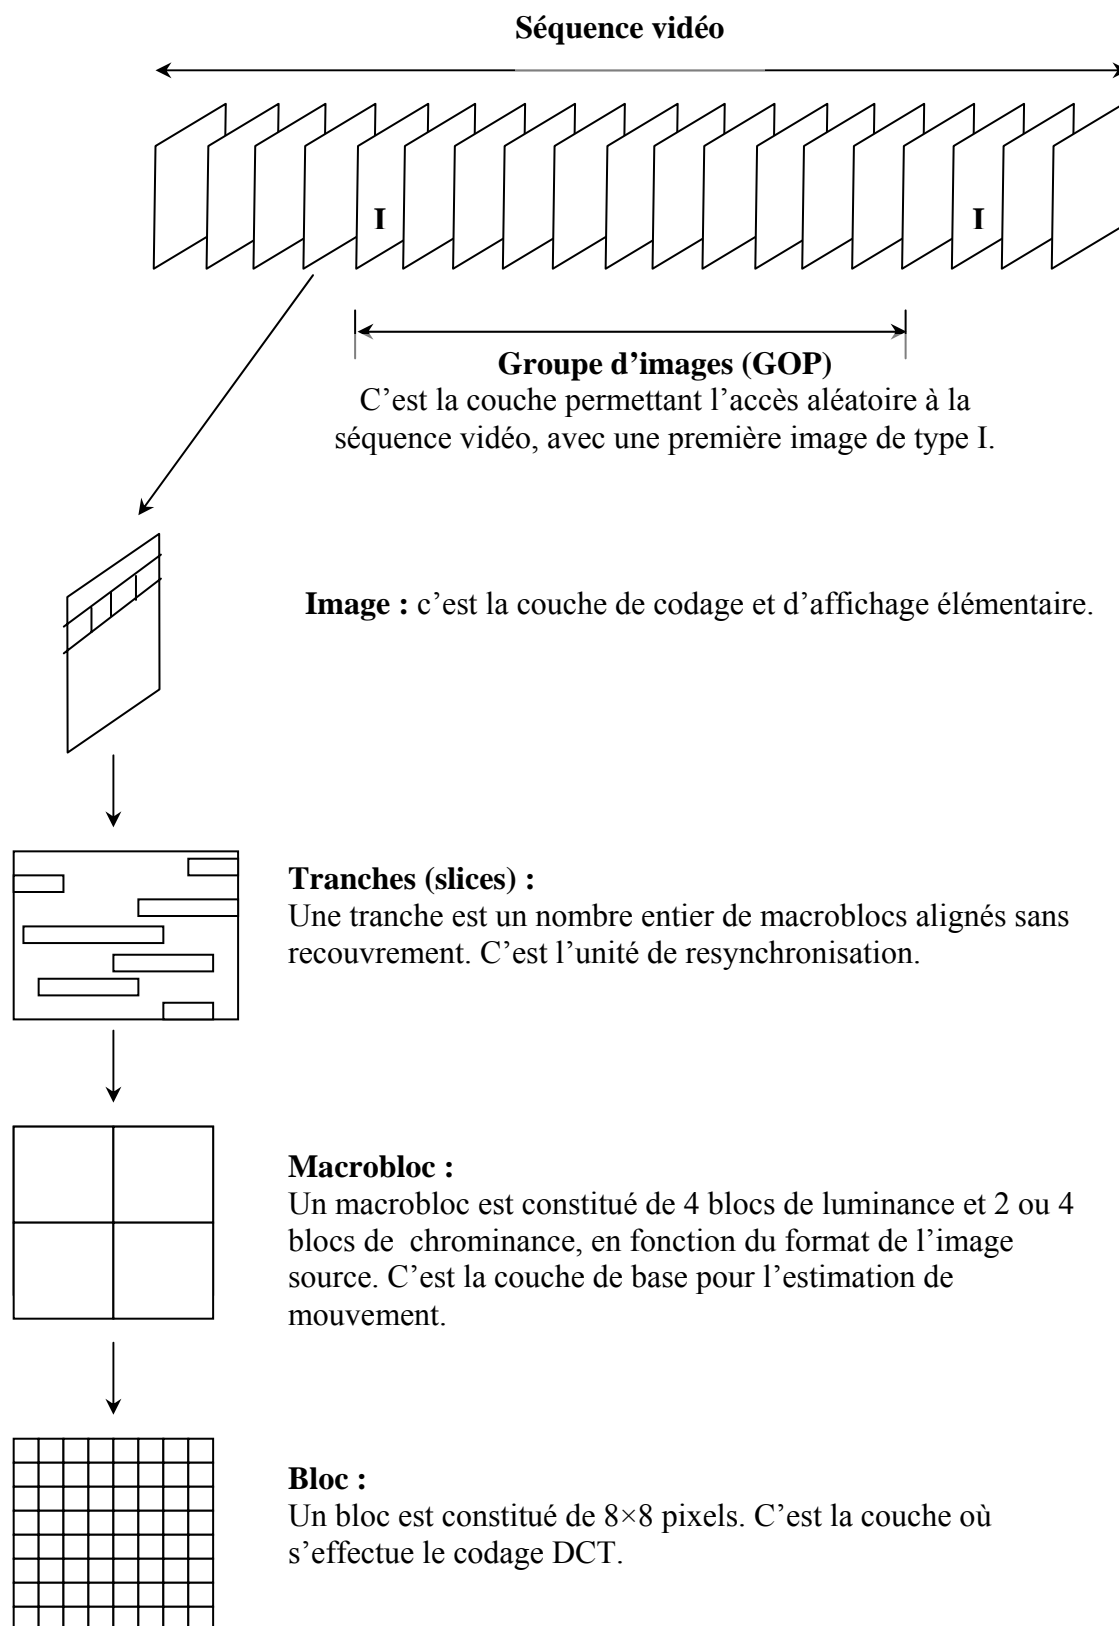 Séquence vidéo
I
I
Groupe d’images (GOP)
C’est la couche permettant l’accès aléatoire à la
séquence vidéo, avec une première image de type I.
Image : c’est la couche de codage et d’affichage élémentaire.
Tranches (slices) :
Une tranche est un nombre entier de macroblocs alignés sans
recouvrement. C’est l’unité de resynchronisation.
Macrobloc :
Un macrobloc est constitué de 4 blocs de luminance et 2 ou 4
blocs de  chrominance, en fonction du format de l’image
source. C’est la couche de base pour l’estimation de
mouvement.
Bloc :
Un bloc est constitué de 8×8 pixels. C’est la couche où
s’effectue le codage DCT.